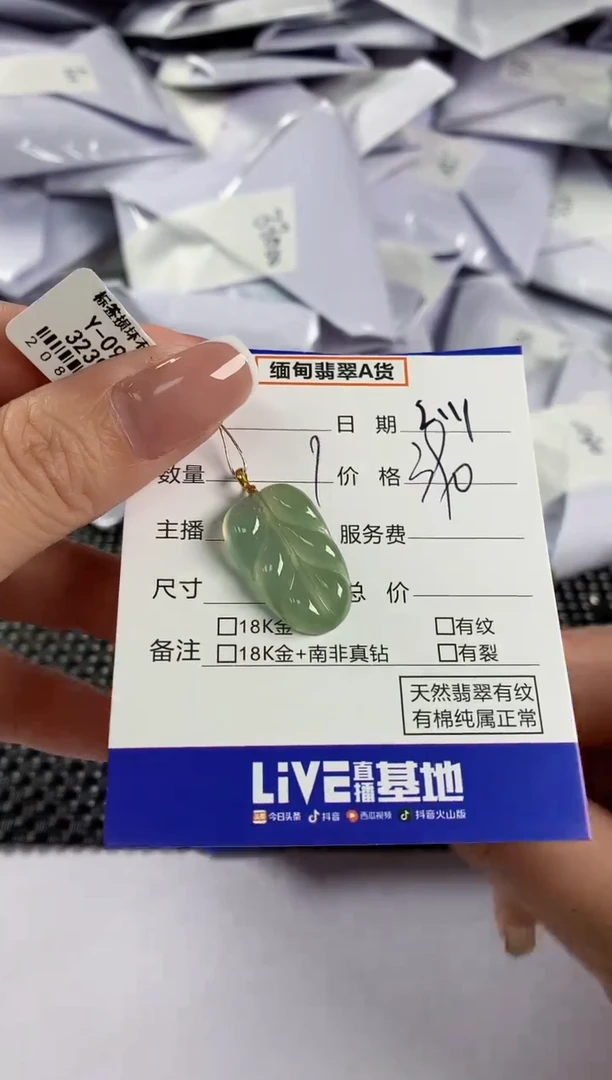 标签损坏不
Y-09
323
208
缅甸翡翠A货
日 期
数量 1 价 格
主播 服务费
尺寸 总 价
备注 □18K金 □有纹
□18K金+南非真钻 □有裂
天然翡翠有纹
有棉纯属正常
LIVE直播基地
今日头条 抖音 西瓜视频 抖音火山版